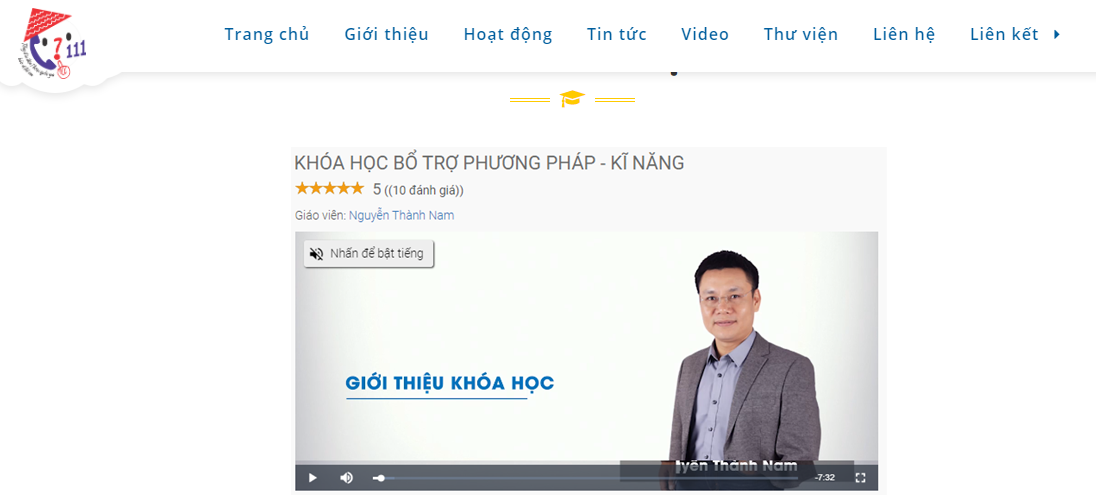 111
Trang chủ Giới thiệu Hoạt động Tin tức Video Thư viện Liên hệ Liên kết
KHÓA HỌC BỔ TRỢ PHƯƠNG PHÁP - KĨ NĂNG
5 ((10 đánh giá))
Giáo viên: Nguyễn Thành Nam
Nhấn để bật tiếng
GIỚI THIỆU KHÓA HỌC
Thành Nam
-7:32